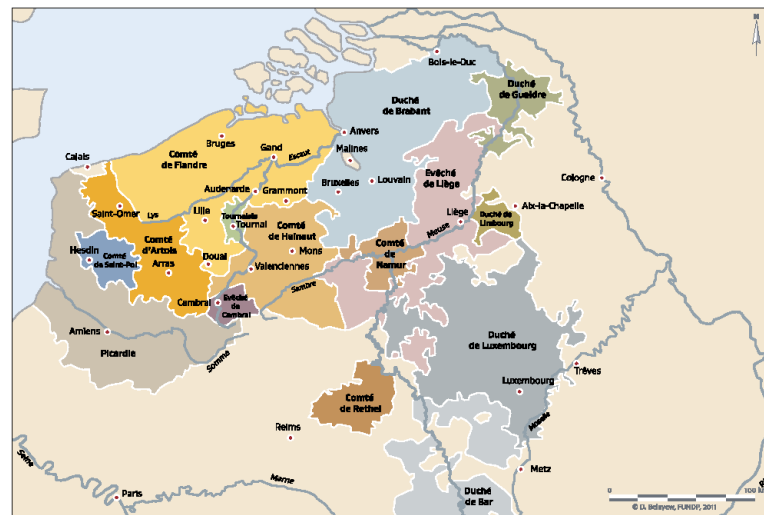 N
Bois-le-Duc
Duché
de Gueldre
Duché
de Brabant
Anvers
Bruges
Comté
de Flandre
Gand
Escaut
Malines
Calais
Evêché
de Liège
Cologne
Audenarde
Grammont
Bruxelles
Louvain
Aix-la-Chapelle
Saint-Omer
Lys
Lille
Tournaisis
Tournai
Comté
de Hainaut
Meuse
Liège
Duché
de Limbourg
Hesdin
Comté
de Saint-Pol
Comté
d'Artois
Arras
Douai
Mons
Comté
de
Namur
Valenciennes
Cambrai
Evêché
de
Cambrai
Sambre
Amiens
Picardie
Somme
Duché
de Luxembourg
Trêves
Luxembourg
Comté
de Rethel
Moselle
Reims
Seine
Marne
Metz
Paris
Duché
de Bar
0
100
© D. Belayew, FUNDP, 2011